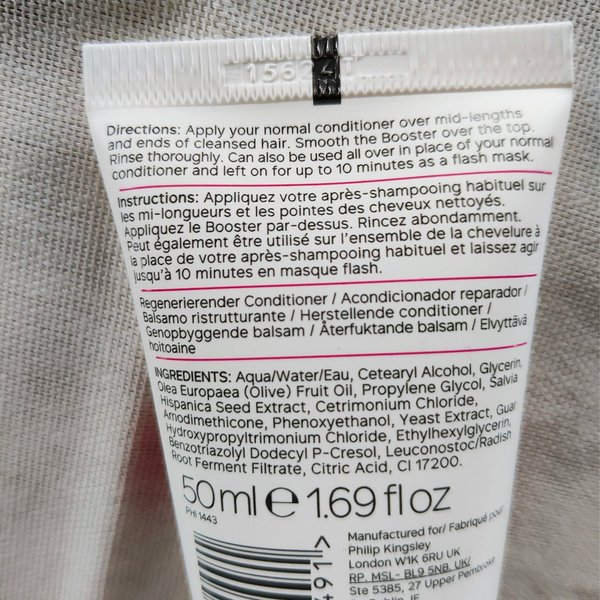 15624
Directions: Apply your normal conditioner over mid-lengths
and ends of cleansed hair. Smooth the Booster over the top.
Rinse thoroughly. Can also be used all over in place of your normal
conditioner and left on for up to 10 minutes as a flash mask.
Instructions: Appliquez votre après-shampooing habituel sur
les mi-longueurs et les pointes des cheveux nettoyés.
Appliquez le Booster par-dessus. Rincez abondamment.
Peut également être utilisé sur l'ensemble de la chevelure à
la place de votre après-shampooing habituel et laissez agir
jusqu'à 10 minutes en masque flash.
Regenerierender Conditioner / Acondicionador reparador /
Balsamo ristrutturante / Herstellende conditioner /
Genopbyggende balsam / Återfuktande balsam / Elvyttävä
hoitoaine
INGREDIENTS: Aqua/Water/Eau, Cetearyl Alcohol, Glycerin,
Olea Europaea (Olive) Fruit Oil, Propylene Glycol, Salvia
Hispanica Seed Extract, Cetrimonium Chloride,
Amodimethicone, Phenoxyethanol, Yeast Extract, Guar
Hydroxypropyltrimonium Chloride, Ethylhexylglycerin,
Benzotriazolyl Dodecyl P-Cresol, Leuconostoc/Radish
Root Ferment Filtrate, Citric Acid, CI 17200.
50ml e 1.69 fl oz
PHI 1443
Manufactured for/ Fabriqué pour
Philip Kingsley
London W1K 6RU UK
RP. MSL- BL9 5NB, UK/
Ste 5385, 27 Upper Pembroke
Dublin, IE
491>